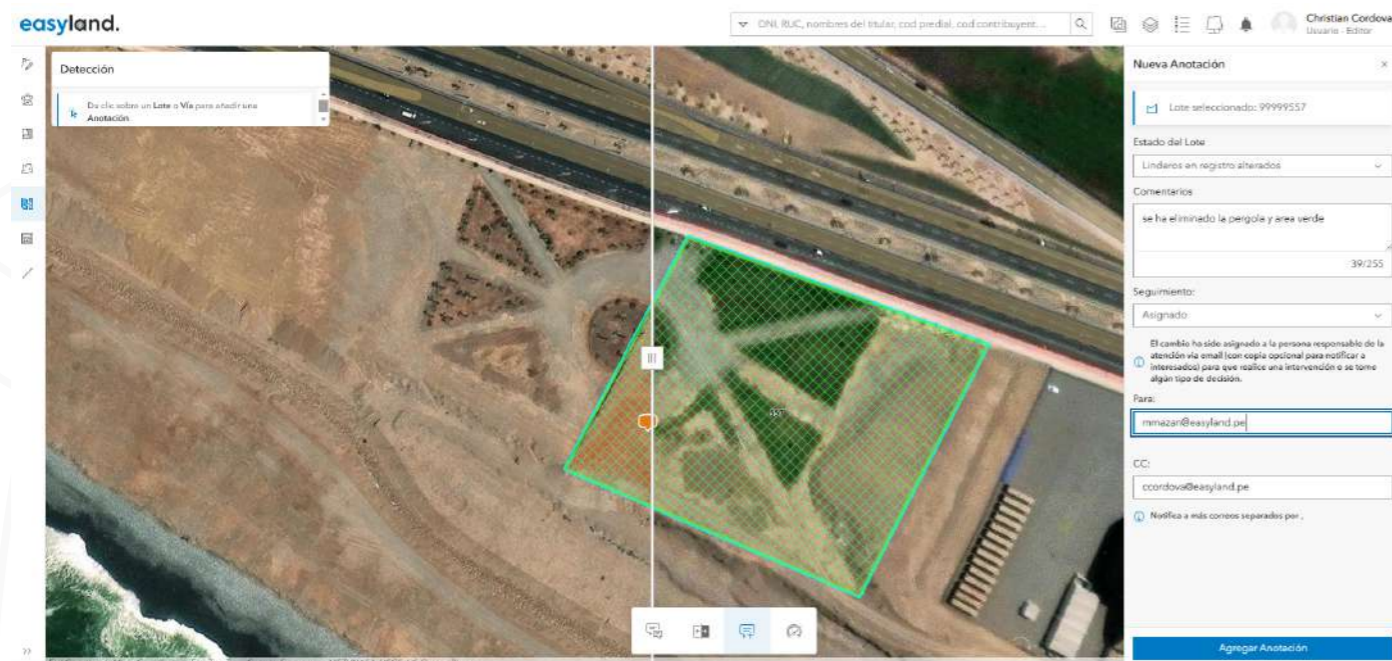 easyland.
DNI, RUC, nombres del titular, cod predial, cod contribuyent...
Christian Cordova
Usuario - Editor
Detección
Da clic sobre un Lote o Vía para añadir una
Anotación
557
Nueva Anotación
×
Lote seleccionado: 99999557
Estado del Lote
Linderos en registro alterados
Comentarios
se ha eliminado la pergola y area verde
39/255
Seguimiento:
Asignado
El cambio ha sido asignado a la persona responsable de la
atención via email (con copia opcional para notificar a
interesados) para que realice una intervención o se tome
algún tipo de decisión.
Para:
mmazan@easyland.pe
CC:
ccordova@easyland.pe
Notifica a más correos separados por ,
Agregar Anotación